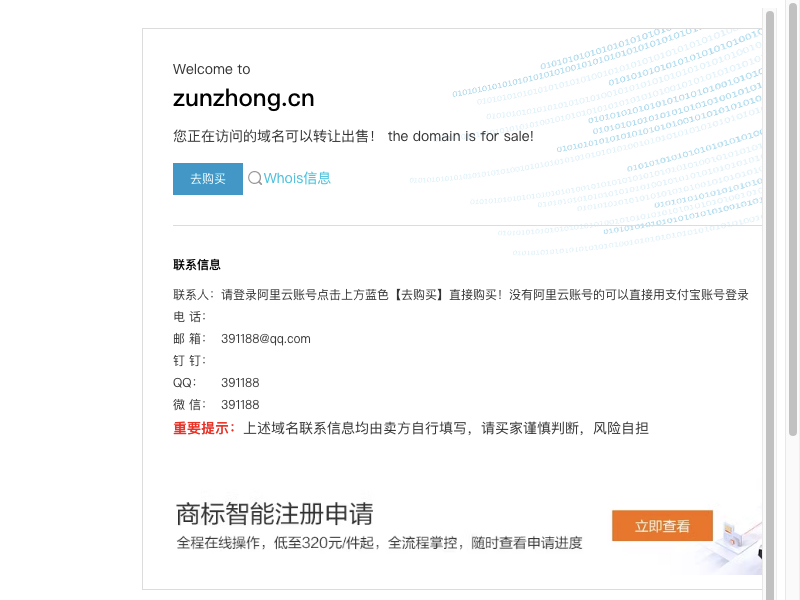 Welcome to
zunzhong.cn
您正在访问的域名可以转让出售! the domain is for sale!
去购买 Whois信息
联系信息
联系人: 请登录阿里云账号点击上方蓝色【去购买】直接购买! 没有阿里云账号的可以直接用支付宝账号登录
电 话:
邮 箱: 391188@qq.com
钉 钉:
QQ: 391188
微 信: 391188
重要提示: 上述域名联系信息均由卖方自行填写, 请买家谨慎判断, 风险自担
商标智能注册申请
全程在线操作, 低至320元/件起, 全流程掌控, 随时查看申请进度
立即查看